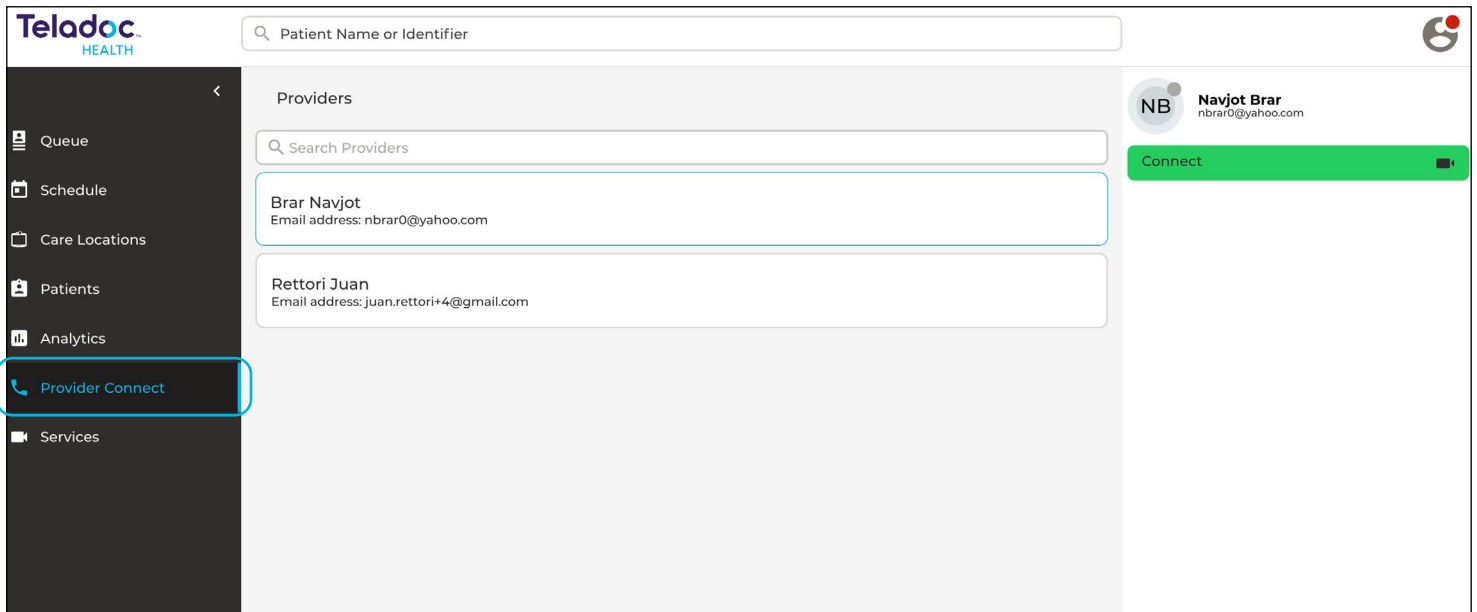 Teladoc™
HEALTH
Patient Name or Identifier
Queue
Schedule
Care Locations
Patients
Analytics
Provider Connect
Services
Providers
Search Providers
Brar Navjot
Email address: nbrar0@yahoo.com
Rettori Juan
Email address: juan.rettori+4@gmail.com
NB
Navjot Brar
nbrar0@yahoo.com
Connect